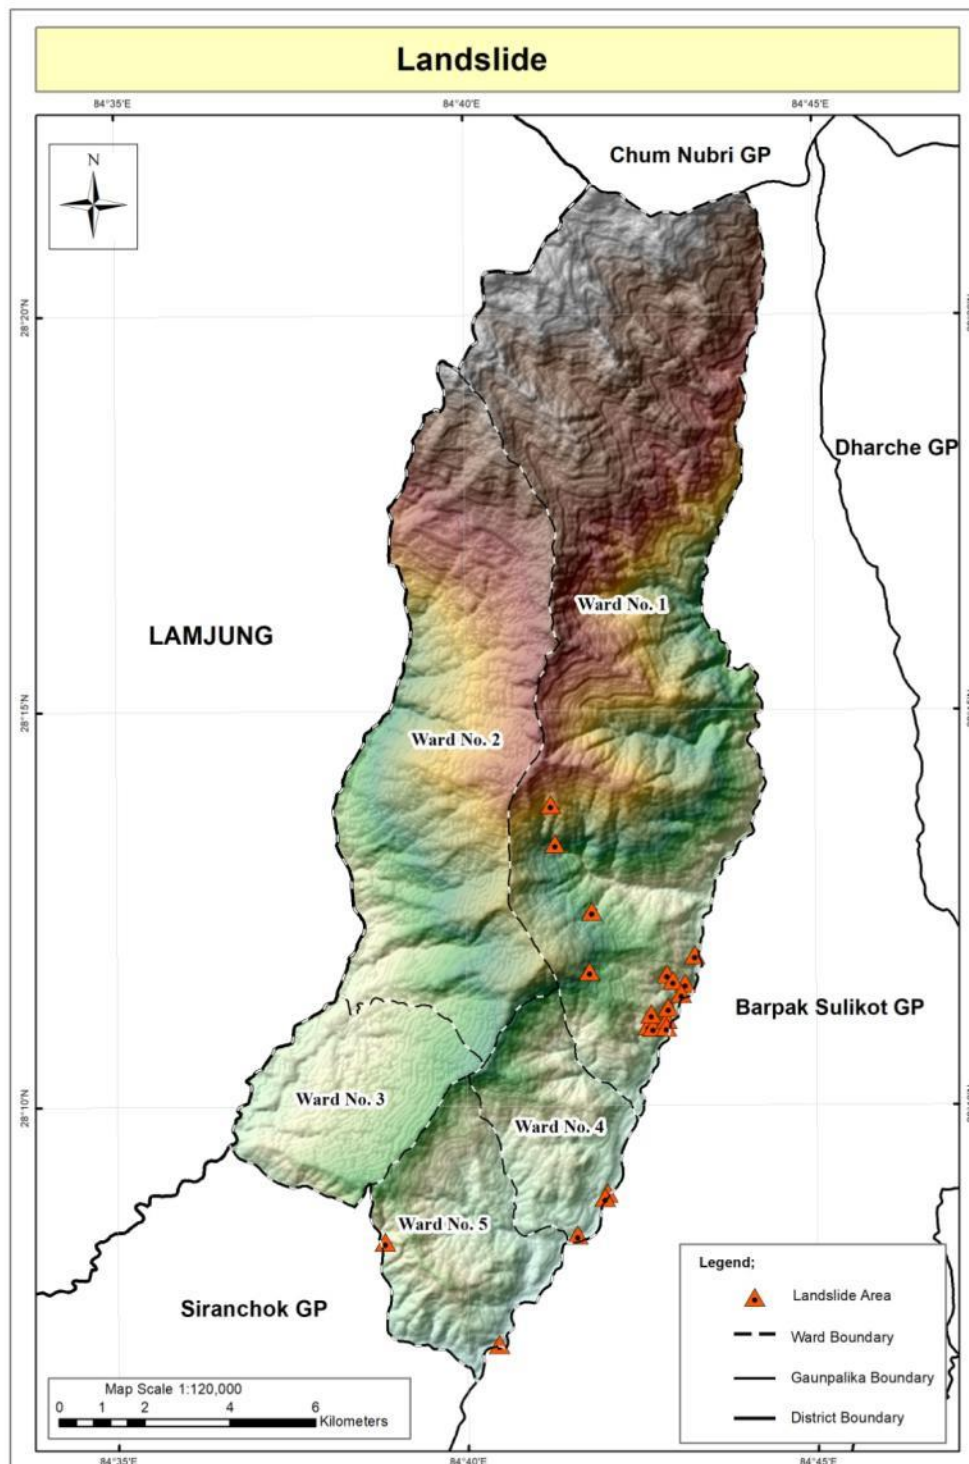 Landslide
84°35'E 84°40'E 84°45'E
Chum Nubri GP
N
28°20'N
Dharche GP
Ward No. 1
LAMJUNG
28°15'N
Ward No. 2
Barpak Sulikot GP
Ward No. 3
28°10'N
Ward No. 4
Ward No. 5
Siranchok GP
Legend;
Landslide Area
Ward Boundary
Gaunpalika Boundary
District Boundary
Map Scale 1:120,000
0 1 2 4 6
Kilometers
84°35'E 84°40'E 84°45'E